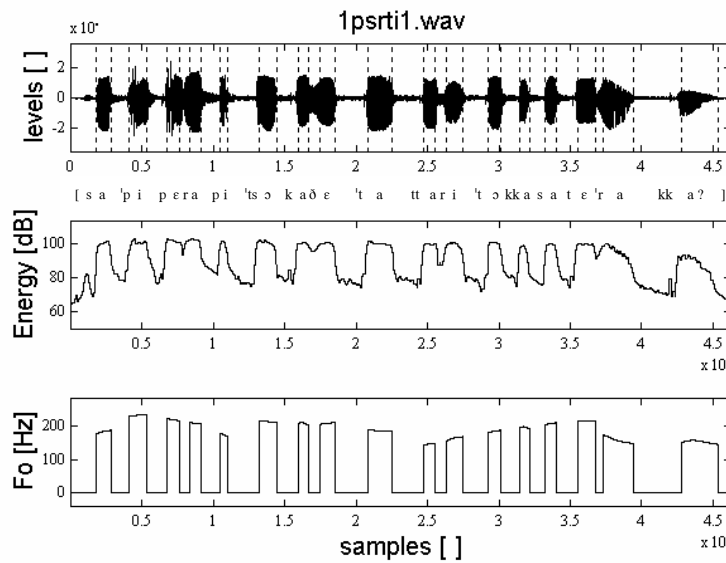 1psrti1.wav
x 10⁴
levels [ ]
2
0
-2
0 0.5 1 1.5 2 2.5 3 3.5 4 4.5
[ s a ˈp i p ɛ r a p i ˈts ɔ k a ð ɛ ˈt a tt a r i ˈt ɔ kk a s a t ɛ ˈr a kk a ? ]
Energy [dB]
100
80
60
0.5 1 1.5 2 2.5 3 3.5 4 4.5
x 10
Fo [Hz]
200
100
0
0.5 1 1.5 2 2.5 3 3.5 4 4.5
samples [ ]
x 10